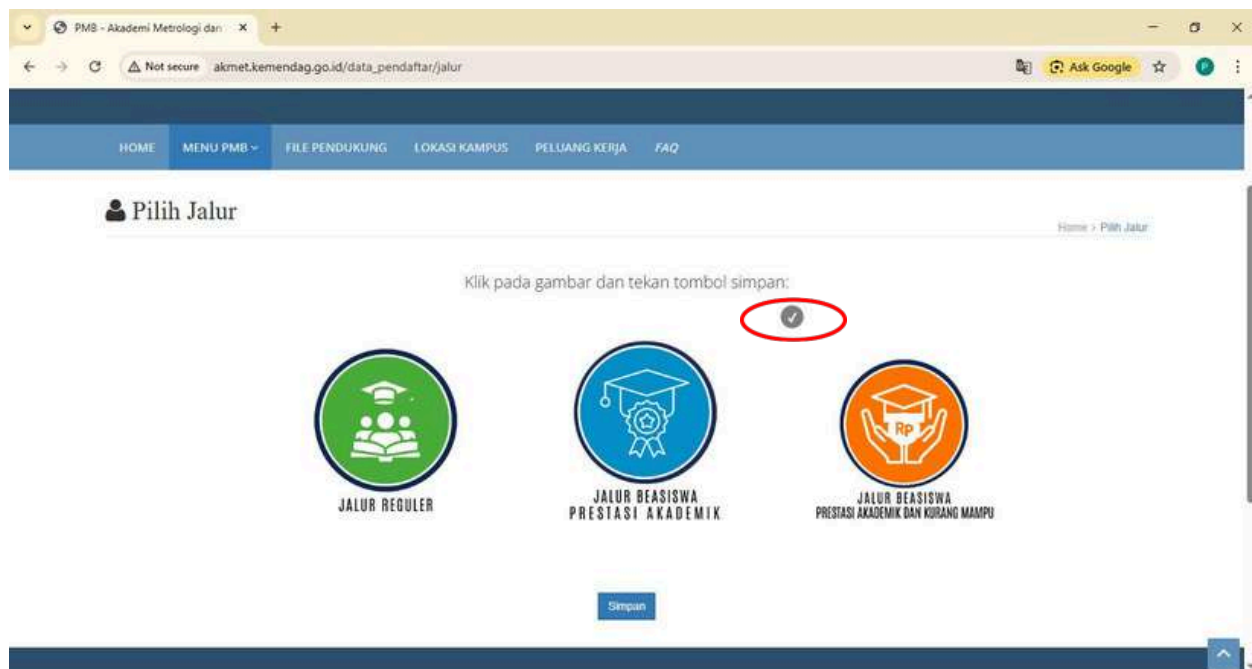 PMB - Akademi Metrologi dan
Not secure akmet.kemendag.go.id/data_pendaftar/jalur
Ask Google
P
HOME MENU PMB FILE PENDUKUNG LOKASI KAMPUS PELUANG KERJA FAQ
Pilih Jalur
Home > Pilih Jalur
Klik pada gambar dan tekan tombol simpan:
Rp
JALUR REGULER
JALUR BEASISWA
PRESTASI AKADEMIK
JALUR BEASISWA
PRESTASI AKADEMIK DAN KURANG MAMPU
Simpan